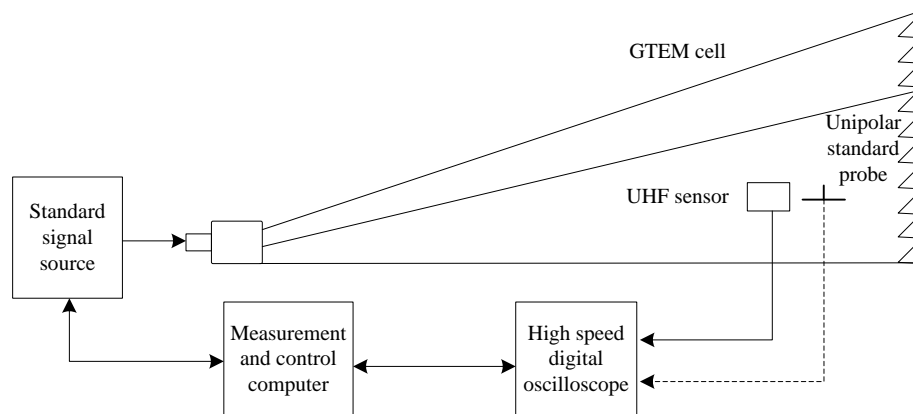 GTEM cell
Unipolar
standard
probe
UHF sensor
Standard
signal
source
Measurement
and control
computer
High speed
digital
oscilloscope